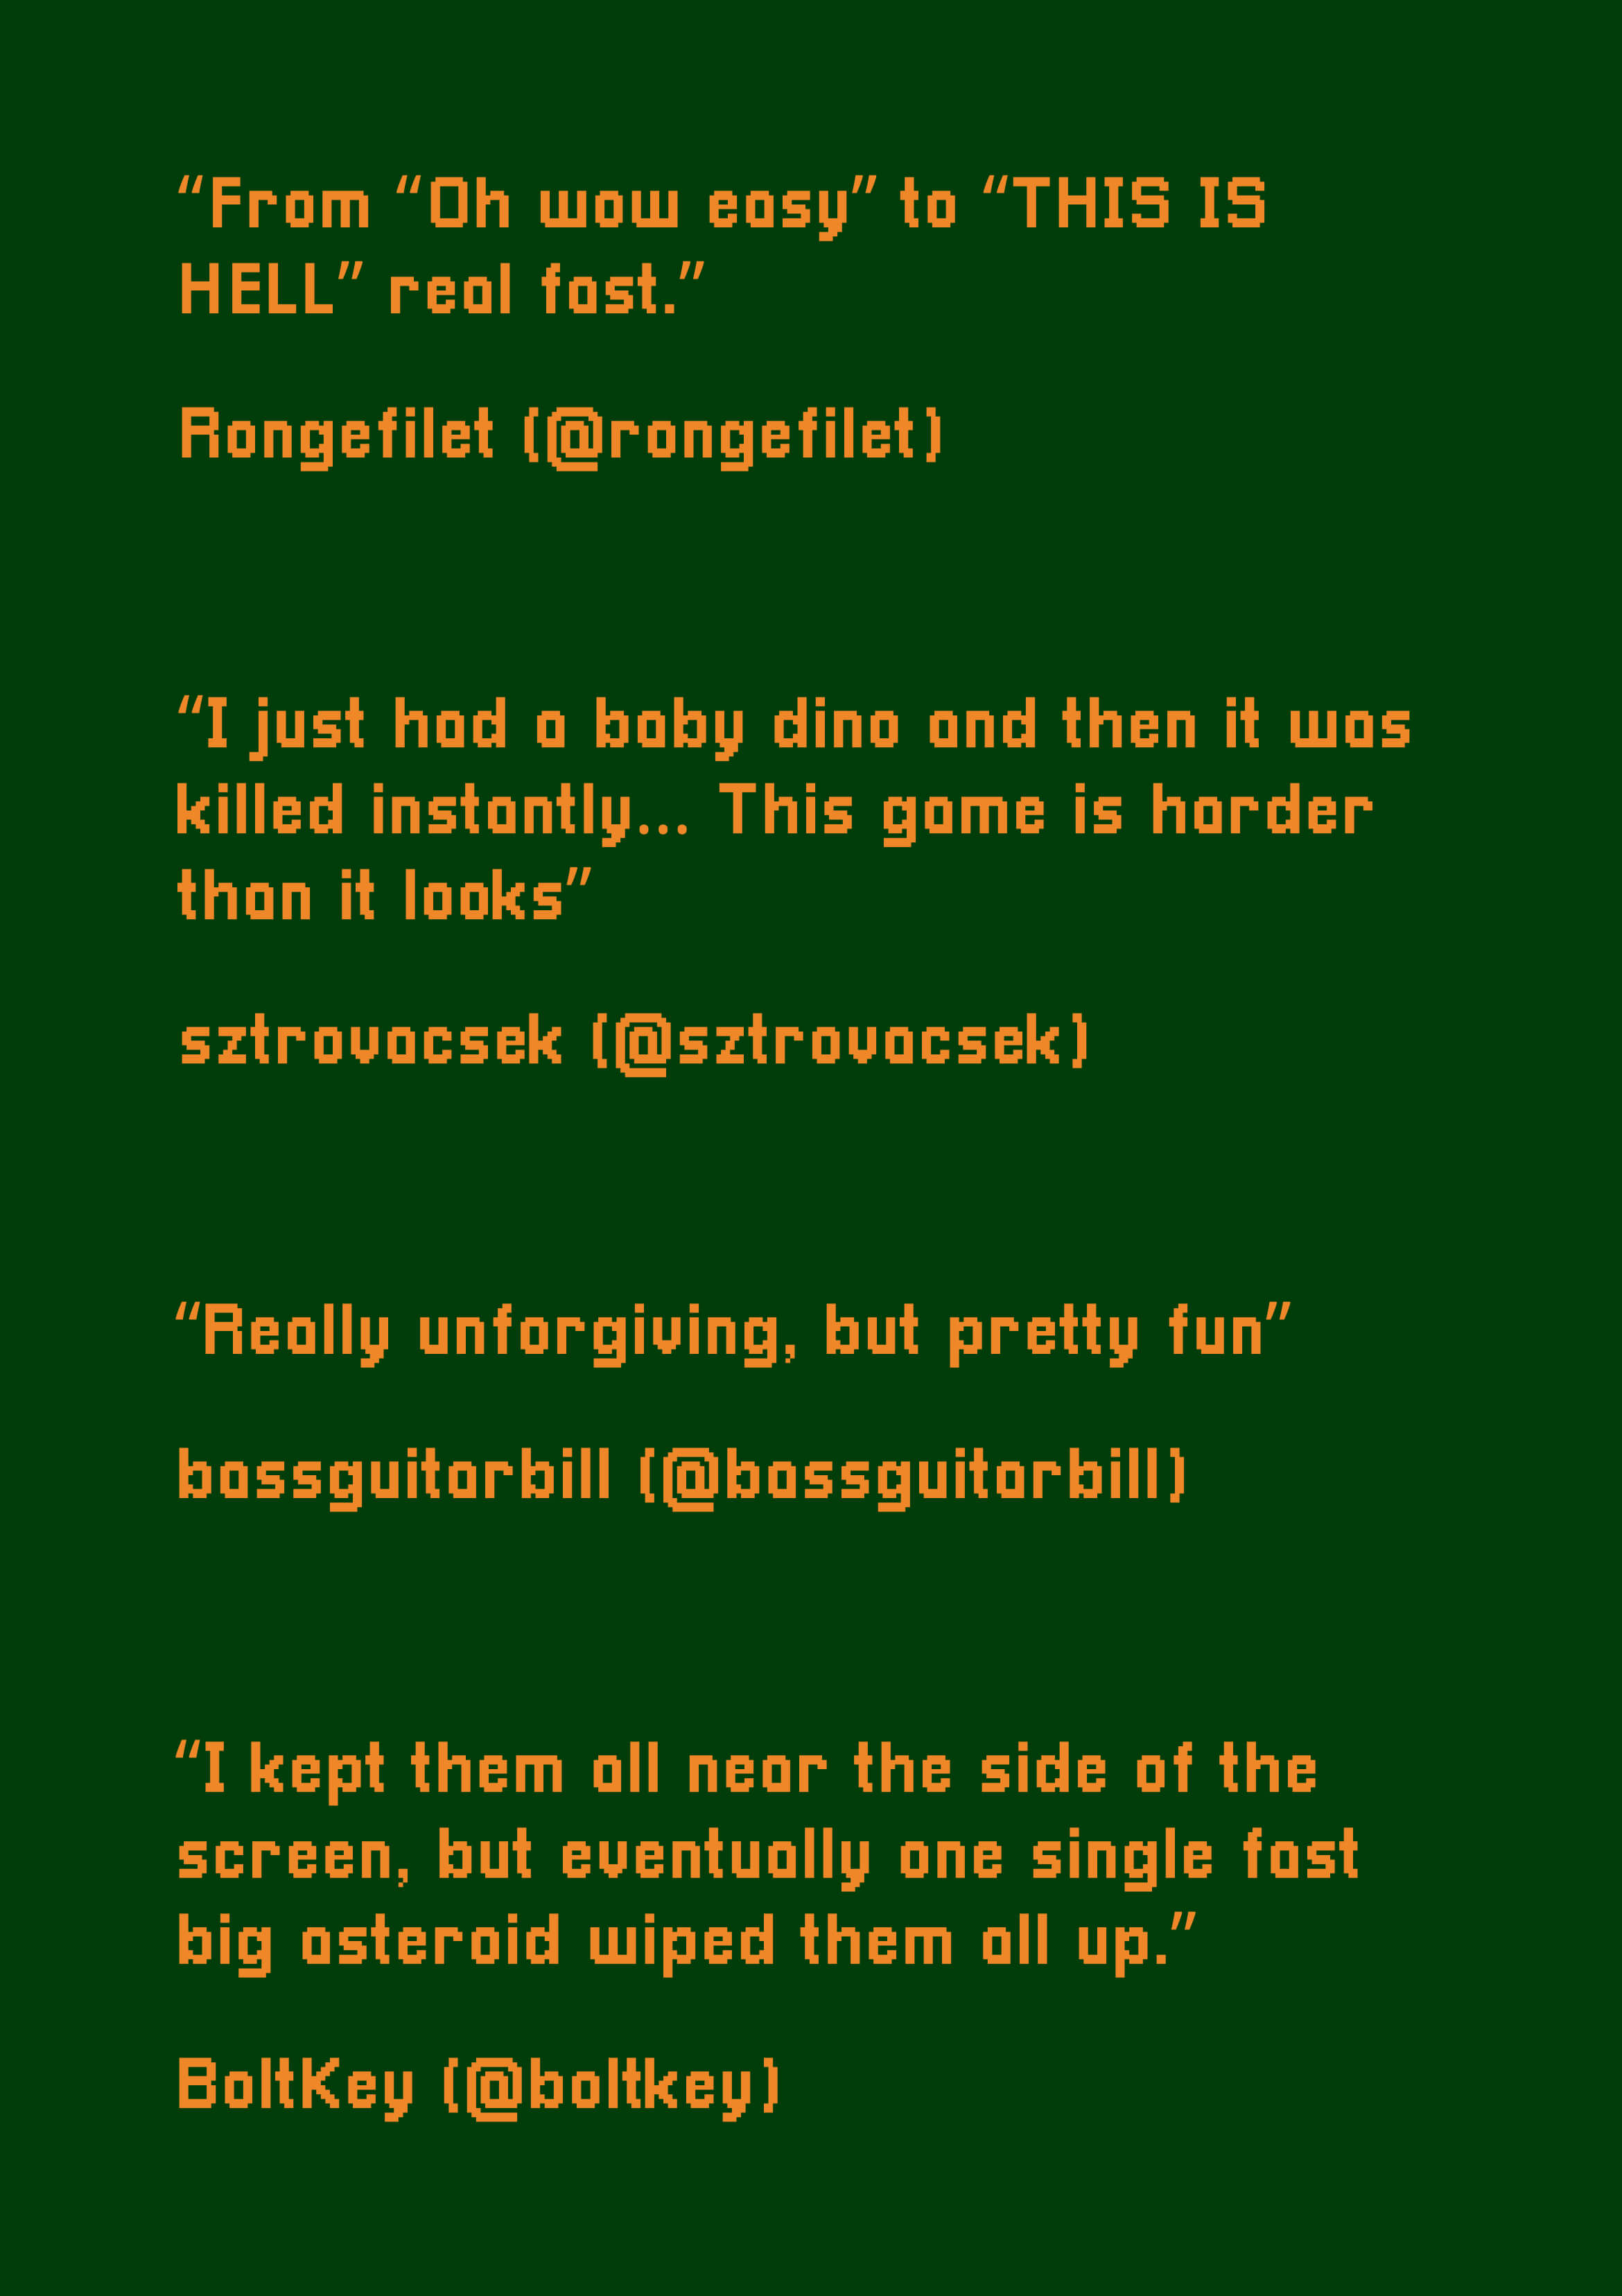 “From “Oh wow easy” to “THIS IS
HELL” real fast.”
Rangefilet (@rangefilet)
“I just had a baby dino and then it was
killed instantly... This game is harder
than it looks”
sztrovacsek (@sztrovacsek)
“Really unforgiving, but pretty fun”
bassguitarbill (@bassguitarbill)
“I kept them all near the side of the
screen, but eventually one single fast
big asteroid wiped them all up.”
BoltKey (@boltkey)